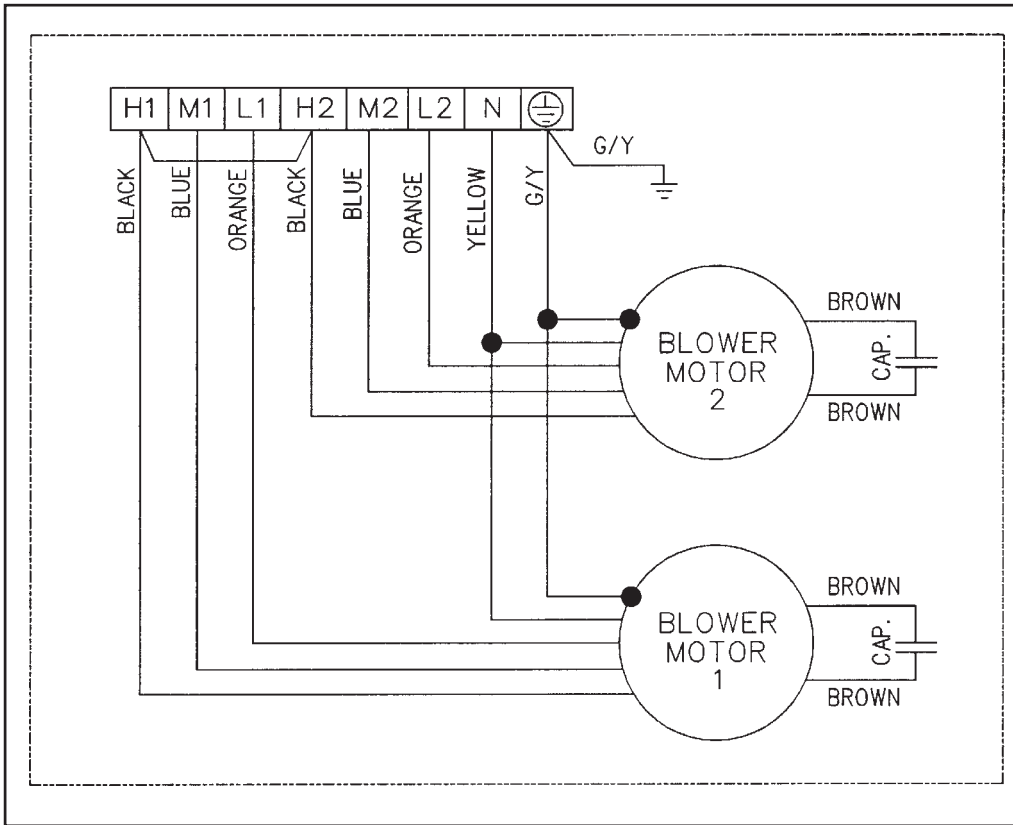 H1 M1 L1 H2 M2 L2 N
G/Y
BLACK
BLUE
ORANGE
BLACK
BLUE
ORANGE
YELLOW
G/Y
BLOWER
MOTOR
2
BROWN
CAP.
BROWN
BLOWER
MOTOR
1
BROWN
CAP.
BROWN